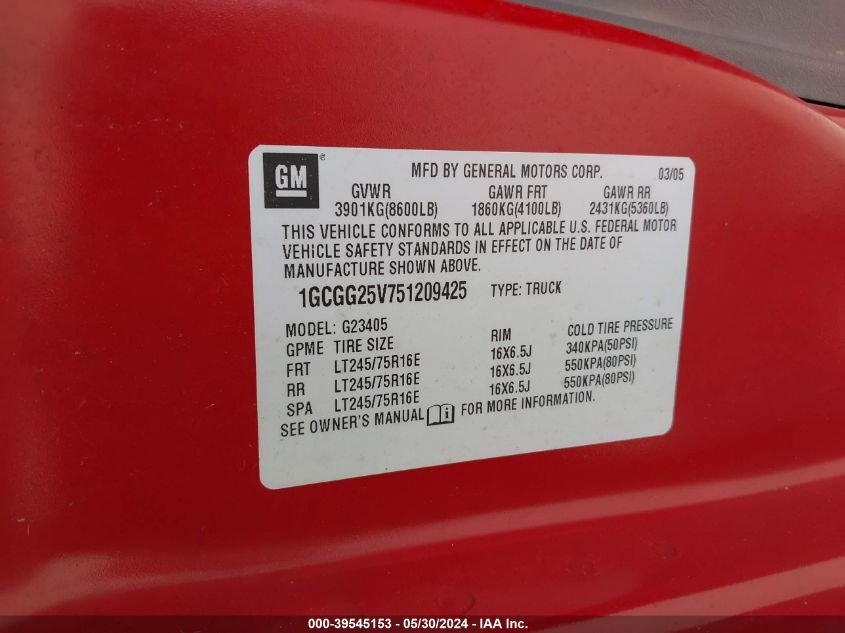 GM®
MFD BY GENERAL MOTORS CORP. 03/05
GVWR GAWR FRT GAWR RR
3901KG(8600LB) 1860KG(4100LB) 2431KG(5360LB)
THIS VEHICLE CONFORMS TO ALL APPLICABLE U.S. FEDERAL MOTOR
VEHICLE SAFETY STANDARDS IN EFFECT ON THE DATE OF
MANUFACTURE SHOWN ABOVE.
1GCGG25V751209425 TYPE: TRUCK
MODEL: G23405
GPME TIRE SIZE RIM COLD TIRE PRESSURE
FRT LT245/75R16E 16X6.5J 340KPA(50PSI)
RR LT245/75R16E 16X6.5J 550KPA(80PSI)
SPA LT245/75R16E 16X6.5J 550KPA(80PSI)
SEE OWNER'S MANUAL i FOR MORE INFORMATION.
000-39545153 - 05/30/2024 - IAA Inc.